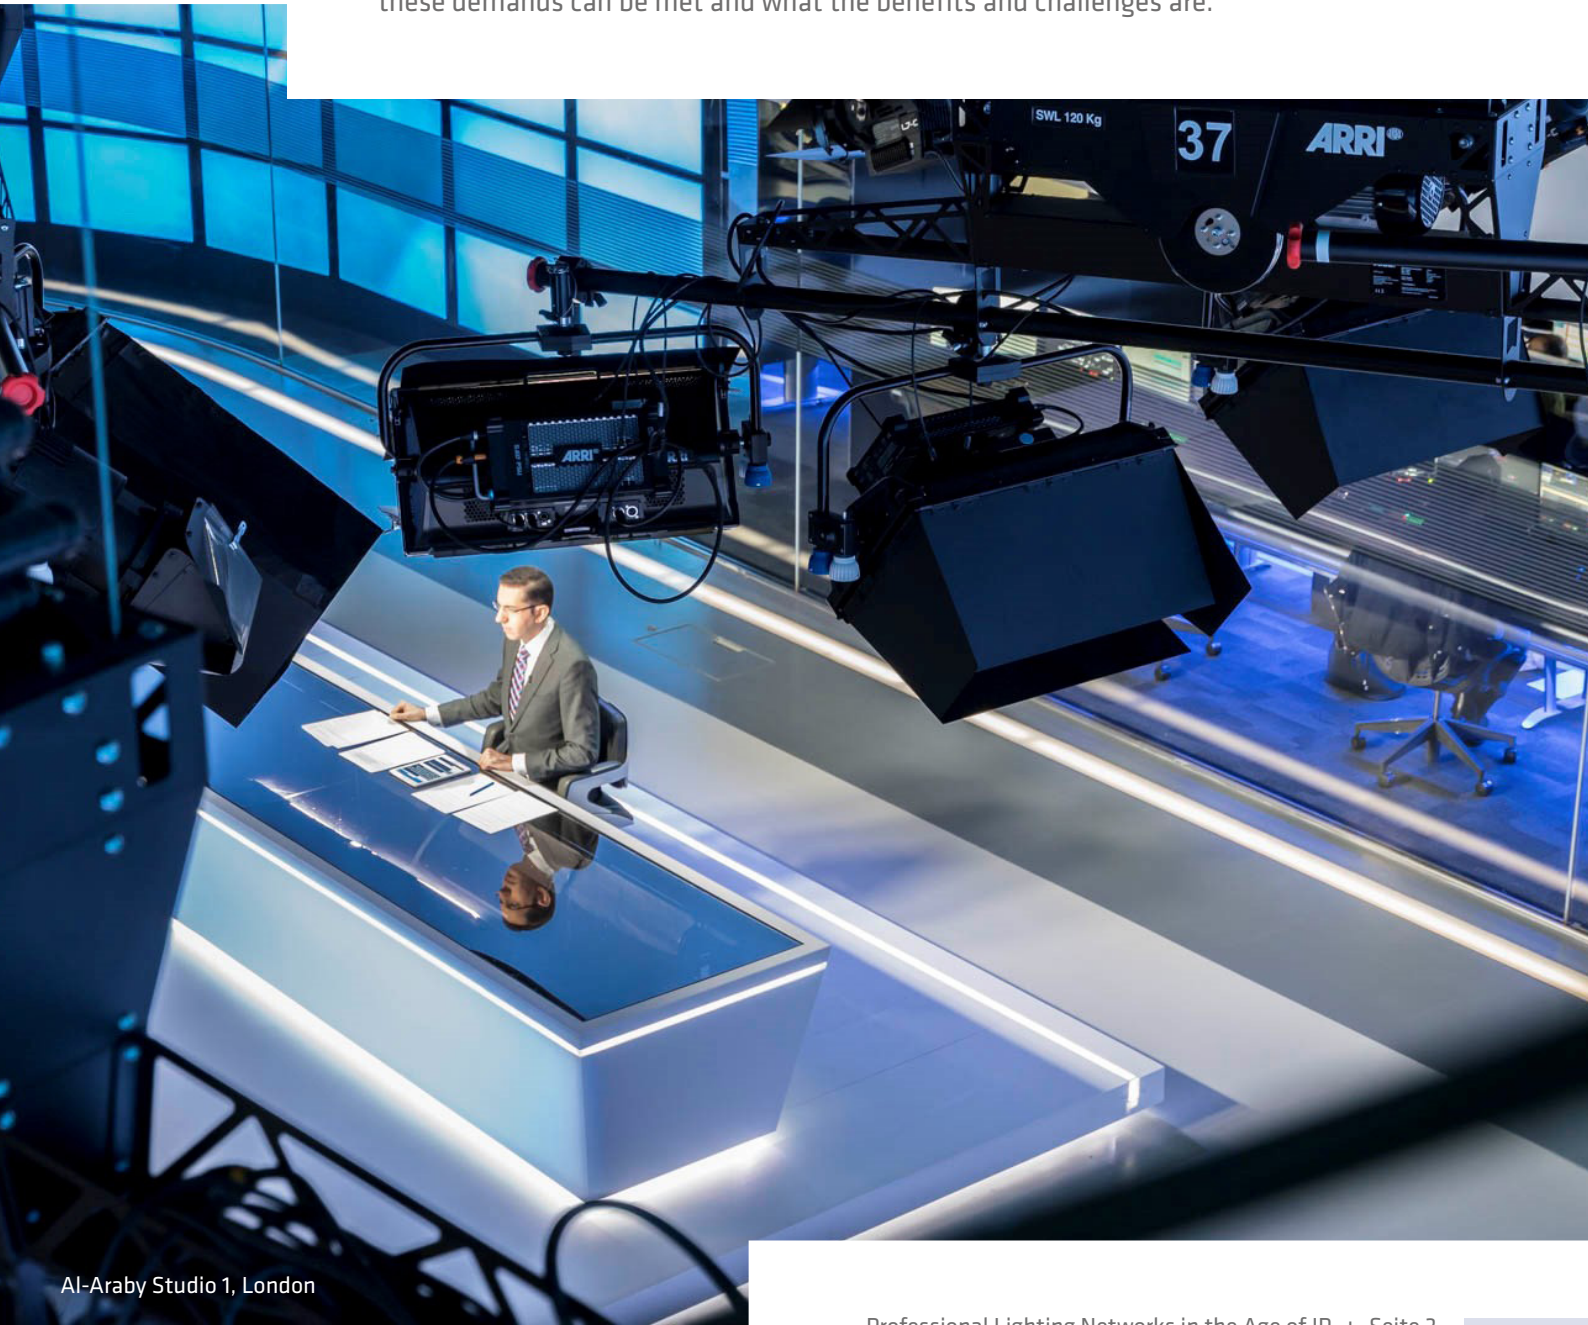 these demands can be met and what the benefits and challenges are.
SWL 120 Kg
37
ARRI
ARRI
Al-Araby Studio 1, London
Professional Lighting Networks in the Age of IP
Seite 2